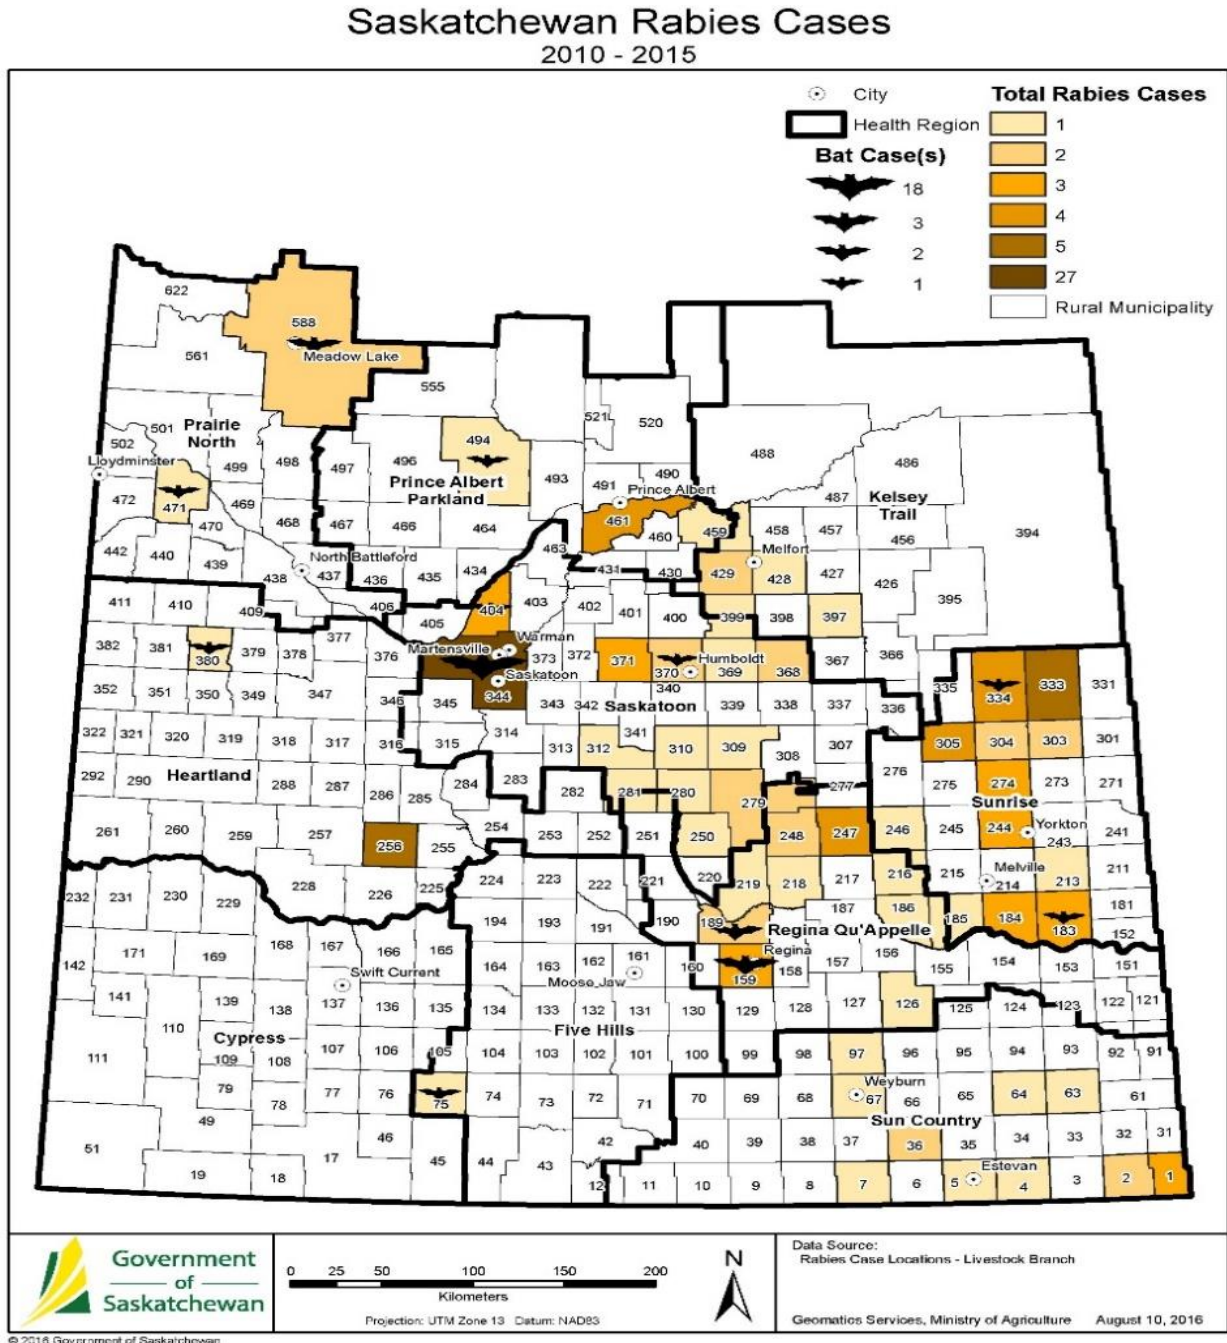 Saskatchewan Rabies Cases
2010 - 2015
City
Health Region
Bat Case(s)
18
3
2
1
Total Rabies Cases
1
2
3
4
5
27
Rural Municipality
622
588
Meadow Lake
561
555
521 520
501 Prairie North
502
Lloydminster
499 498 497 496 494 493
Prince Albert Parkland
491 490
Prince Albert
488 486
487 Kelsey Trail
472 471 470 469 468 467 466 464
461 460 459 458 457 456 394
442 440 439 438
North Battleford
437 436 435 434 463 431 430 429
Melfort
428 427 426 395
411 410 409 406 405 404 403 402 401 400 399 398 397
382 381 380 379 378 377 376
Martensville
Warman
Saskatoon
373 372 371 370
Humboldt
369 368 367 366
352 351 350 349 347 346 345 344 343 342
340
Saskatoon
339 338 337 336 335 334 333 331
322 321 320 319 318 317 316 315 314 313 312 341 310 309 308 307 305 304 303 301
292 290 Heartland 288 287 286 285 284 283 282 281 280 279 277 276 275 274 273 271
Sunrise
261 260 259 257 256 255 254 253 252 251 250 248 247 246 245 244
Yorkton
243 241
232 231 230 229 228 226 225 224 223 222 221 220 219 218 217 216 215
Melville
214 213 211
194 193 191 190 189 187 186 185 184 183 181
Regina Qu'Appelle
152
142 171 169 168 167 166 165 164 163 162 161 160
Regina
159 158 157 156 155 154 153 151
Swift Current
Moose Jaw
141 139 138 137 136 135 134 133 132 131 130 129 128 127 126 125 124 123 122 121
Five Hills
111 110 Cypress
109 108 107 106 105 104 103 102 101 100 99 98 97 96 95 94 93 92 91
79 78 77 76 75 74 73 72 71 70 69 68
Weyburn
67 66 65 64 63 61
Sun Country
51 49 46 45 44 43 42 40 39 38 37 36 35 34 33 32 31
Estevan
19 18 17 12 11 10 9 8 7 6 5 4 3 2 1
Government
of
Saskatchewan
0 25 50 100 150 200
Kilometers
Projection: UTM Zone 13 Datum: NAD83
N
Data Source:
Rabies Case Locations - Livestock Branch
Geomatics Services, Ministry of Agriculture August 10, 2016
© 2016 Government of Saskatchewan